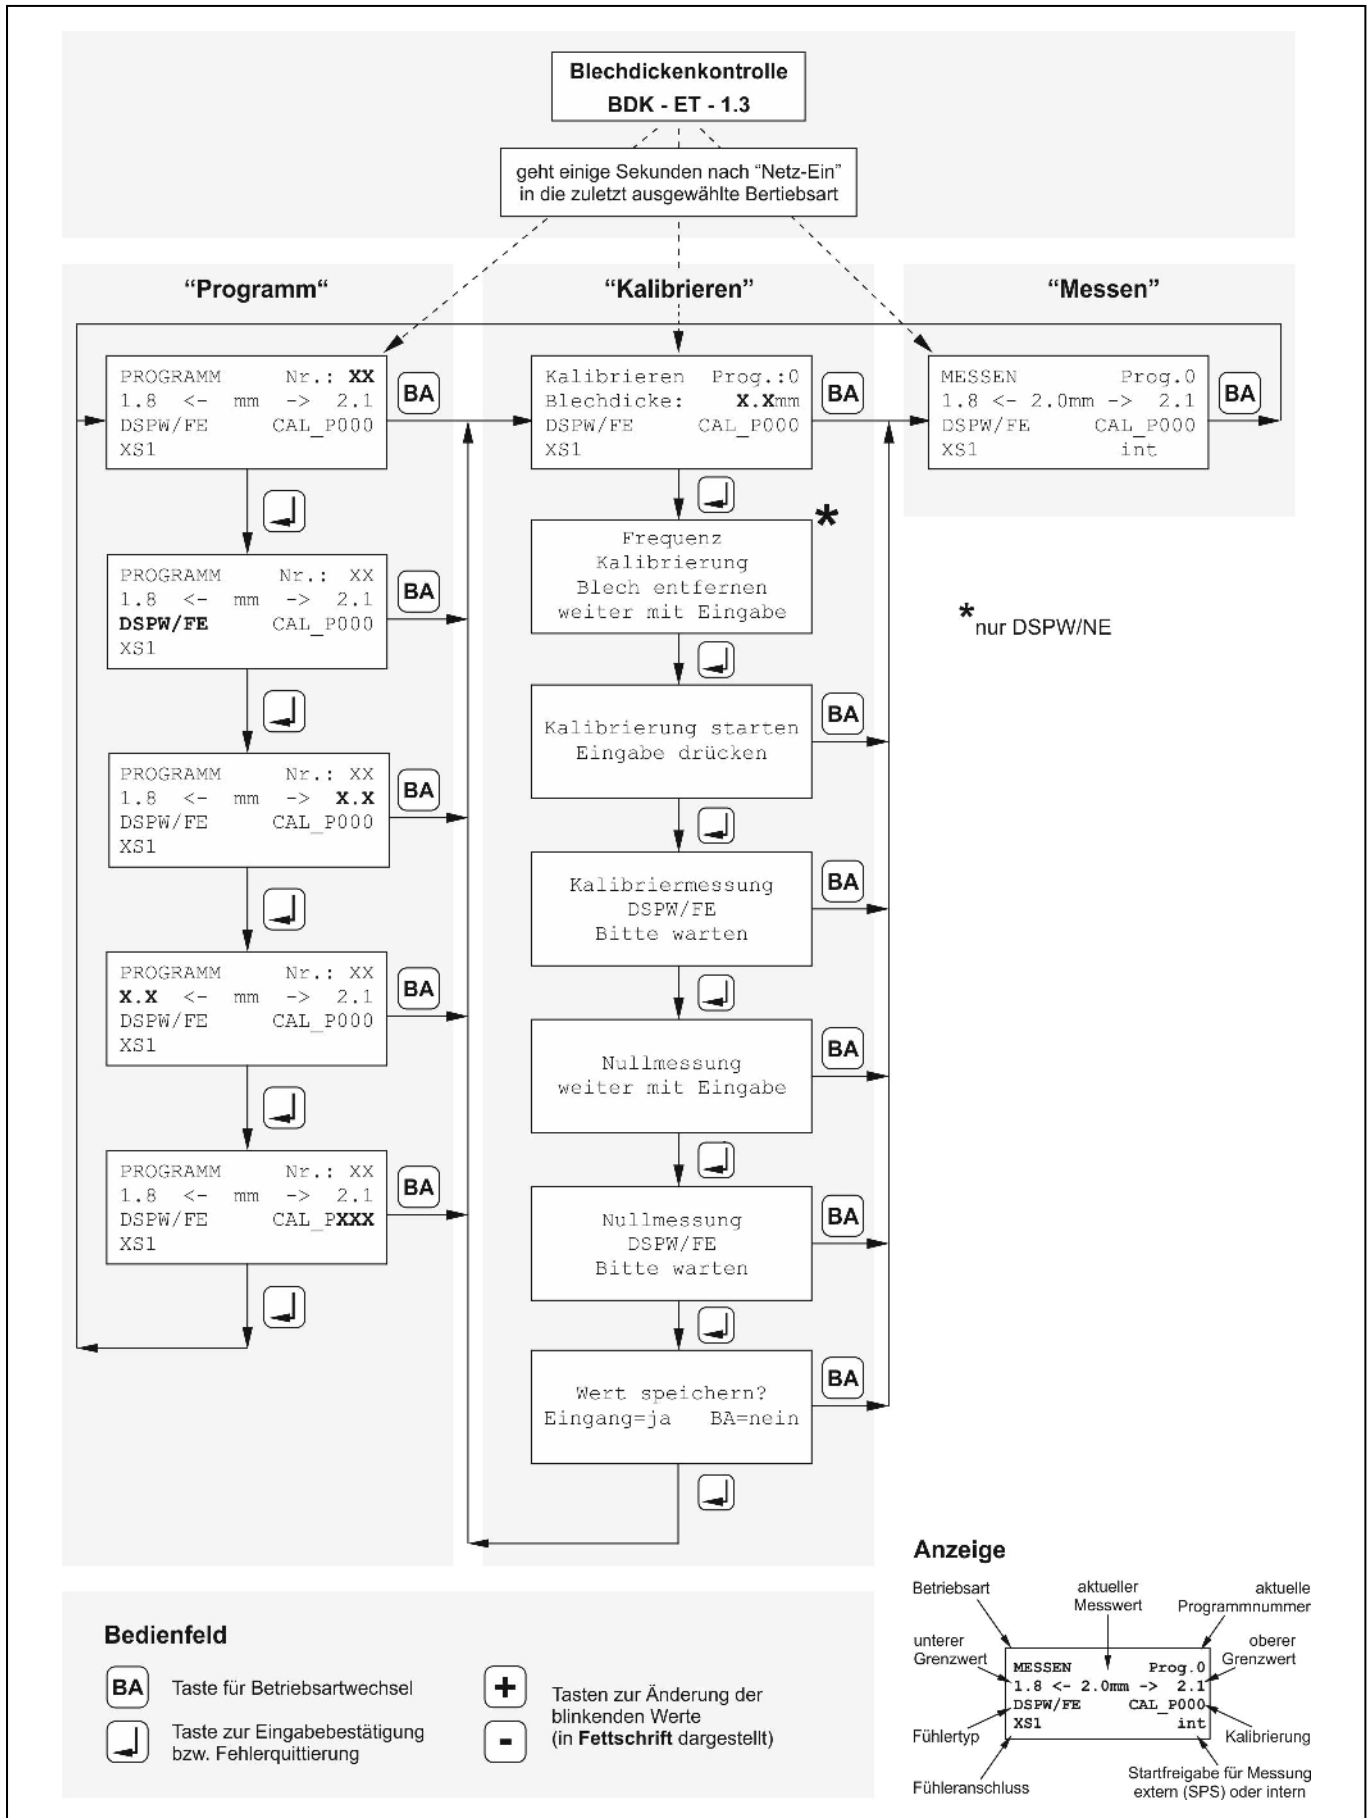 Blechdickenkontrolle
BDK - ET - 1.3
geht einige Sekunden nach “Netz-Ein”
in die zuletzt ausgewählte Bertiebsart
“Programm“
PROGRAMM Nr.: XX
1.8 <- mm -> 2.1
DSPW/FE CAL_P000
XS1
BA
PROGRAMM Nr.: XX
1.8 <- mm -> 2.1
DSPW/FE CAL_P000
XS1
BA
PROGRAMM Nr.: XX
1.8 <- mm -> X.X
DSPW/FE CAL_P000
XS1
BA
PROGRAMM Nr.: XX
X.X <- mm -> 2.1
DSPW/FE CAL_P000
XS1
BA
PROGRAMM Nr.: XX
1.8 <- mm -> 2.1
DSPW/FE CAL_PXXX
XS1
BA
“Kalibrieren”
Kalibrieren Prog.:0
Blechdicke: X.Xmm
DSPW/FE CAL_P000
XS1
BA
*
Frequenz
Kalibrierung
Blech entfernen
weiter mit Eingabe
Kalibrierung starten
Eingabe drücken
BA
Kalibriermessung
DSPW/FE
Bitte warten
BA
Nullmessung
weiter mit Eingabe
BA
Nullmessung
DSPW/FE
Bitte warten
BA
Wert speichern?
Eingang=ja BA=nein
BA
“Messen”
MESSEN Prog.0
1.8 <- 2.0mm -> 2.1
DSPW/FE CAL_P000
XS1 int
BA
*nur DSPW/NE
Bedienfeld
BA Taste für Betriebsartwechsel
Taste zur Eingabebestätigung
bzw. Fehlerquittierung
+
-
Tasten zur Änderung der
blinkenden Werte
(in Fettschrift dargestellt)
Anzeige
Betriebsart
aktueller
Messwert
aktuelle
Programmnummer
unterer
Grenzwert
oberer
Grenzwert
MESSEN Prog.0
1.8 <- 2.0mm -> 2.1
DSPW/FE CAL_P000
XS1 int
Fühlertyp
Kalibrierung
Fühleranschluss
Startfreigabe für Messung
extern (SPS) oder intern